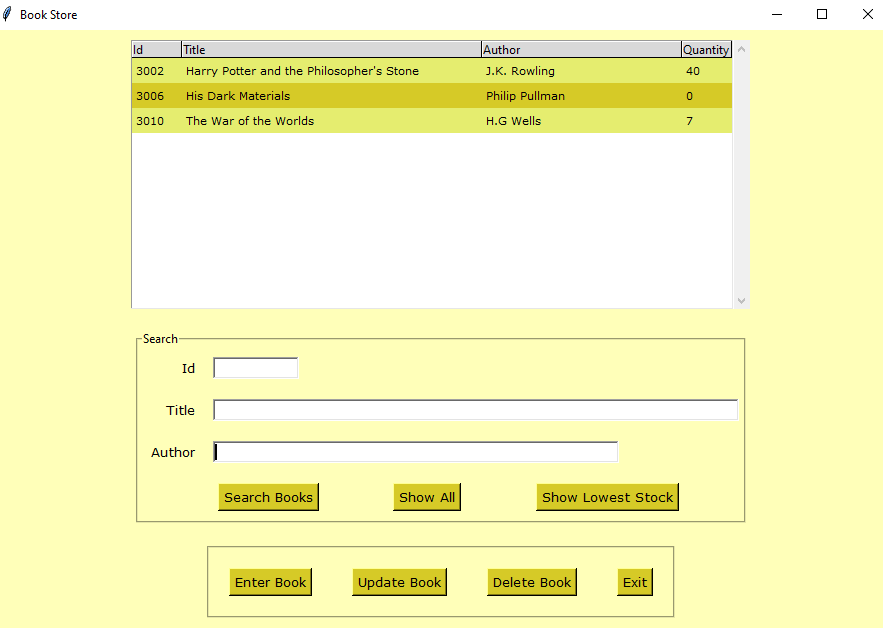 Book Store
Id Title Author Quantity
3002 Harry Potter and the Philosopher's Stone J.K. Rowling 40
3006 His Dark Materials Philip Pullman 0
3010 The War of the Worlds H.G Wells 7
Search
Id
Title
Author
Search Books Show All Show Lowest Stock
Enter Book Update Book Delete Book Exit